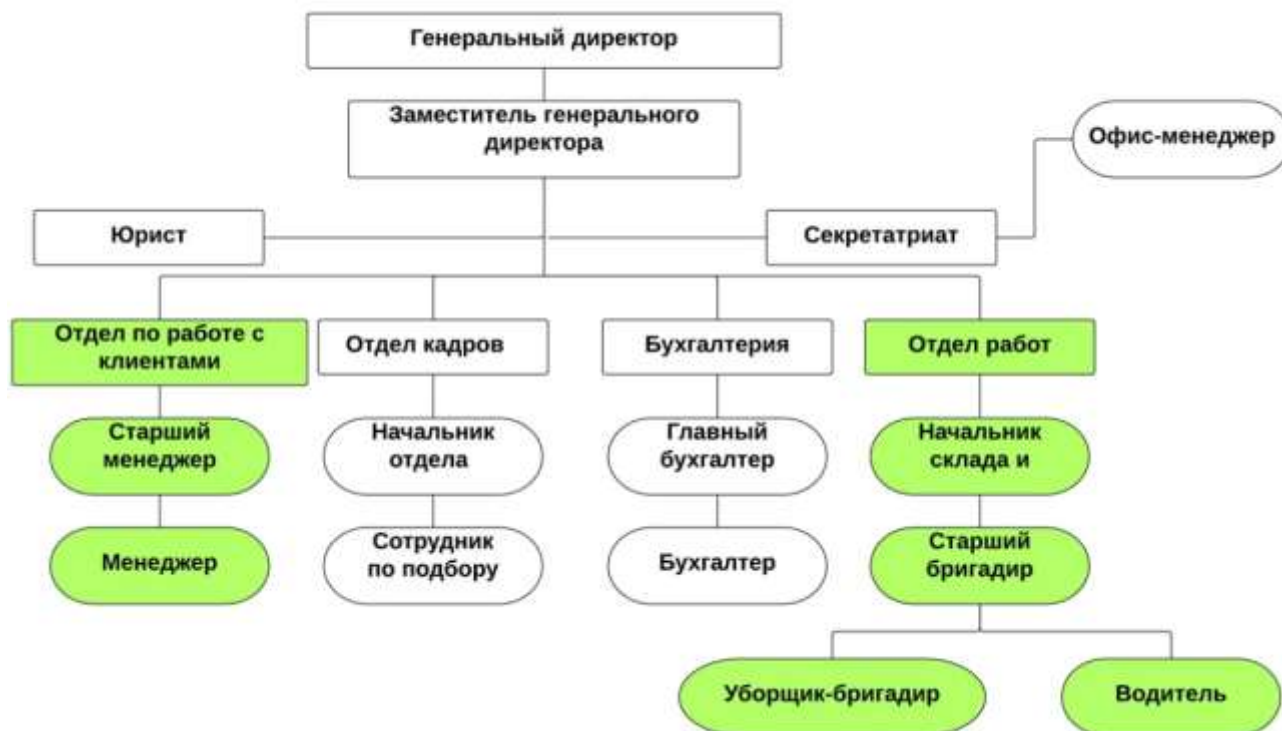 Генеральный директор
Заместитель генерального
директора
Офис-менеджер
Юрист
Секретатриат
Отдел по работе с
клиентами
Отдел кадров
Бухгалтерия
Отдел работ
Старший
менеджер
Начальник
отдела
Главный
бухгалтер
Начальник
склада и
Менеджер
Сотрудник
по подбору
Бухгалтер
Старший
бригадир
Уборщик-бригадир
Водитель